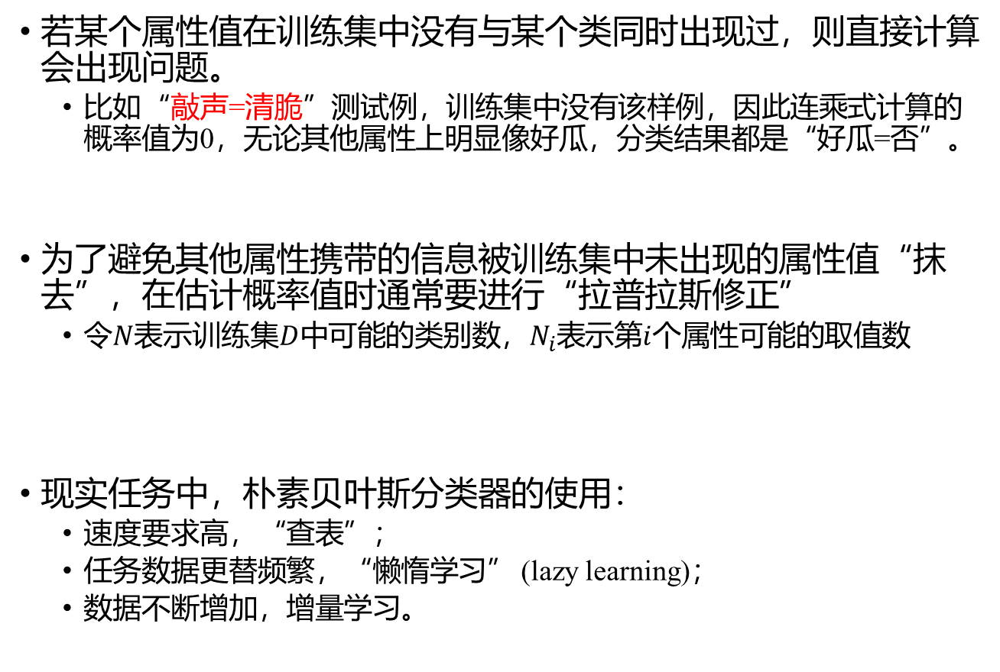 • 若某个属性值在训练集中没有与某个类同时出现过，则直接计算
会出现问题。
• 比如“敲声=清脆”测试例，训练集中没有该样例，因此连乘式计算的
概率值为0，无论其他属性上明显像好瓜，分类结果都是“好瓜=否”。
• 为了避免其他属性携带的信息被训练集中未出现的属性值“抹
去”，在估计概率值时通常要进行“拉普拉斯修正”
• 令N表示训练集D中可能的类别数，Nᵢ表示第i个属性可能的取值数
• 现实任务中，朴素贝叶斯分类器的使用：
• 速度要求高，“查表”；
• 任务数据更替频繁，“懒惰学习” (lazy learning)；
• 数据不断增加，增量学习。